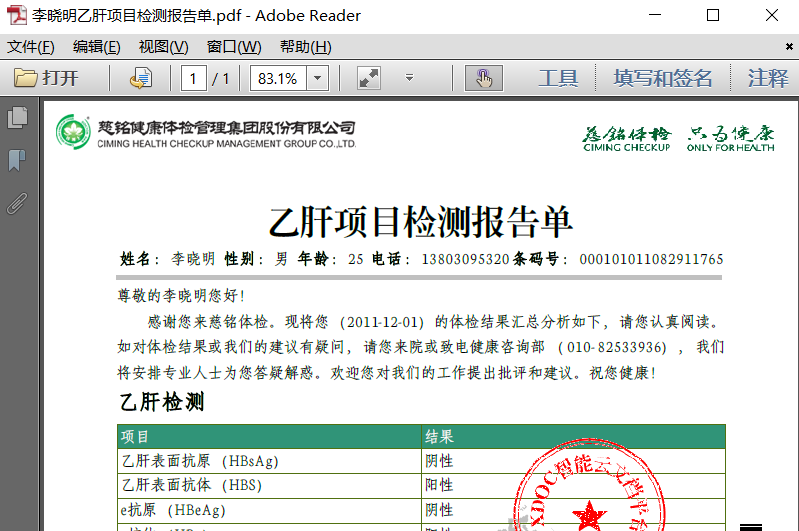 李晓明乙肝项目检测报告单.pdf - Adobe Reader
文件(F) 编辑(E) 视图(V) 窗口(W) 帮助(H)
打开 1 / 1 83.1% 工具 填写和签名 注释
慈铭健康体检管理集团股份有限公司
CIMING HEALTH CHECKUP MANAGEMENT GROUP CO.,LTD.
慈铭体检 只为健康
CIMING CHECKUP ONLY FOR HEALTH
乙肝项目检测报告单
姓名: 李晓明 性别: 男 年龄: 25 电话: 13803095320 条码号: 000101011082911765
尊敬的李晓明您好!
感谢您来慈铭体检。现将您 (2011-12-01) 的体检结果汇总分析如下, 请您认真阅读。
如对体检结果或我们的建议有疑问, 请您来院或致电健康咨询部 (010-82533936) , 我们
将安排专业人士为您答疑解惑。欢迎您对我们的工作提出批评和建议。祝您健康!
乙肝检测
项目 结果
乙肝表面抗原 (HBsAg) 阴性
乙肝表面抗体 (HBS) 阳性
e抗原 (HBeAg) 阴性
XDOC智能云文档平